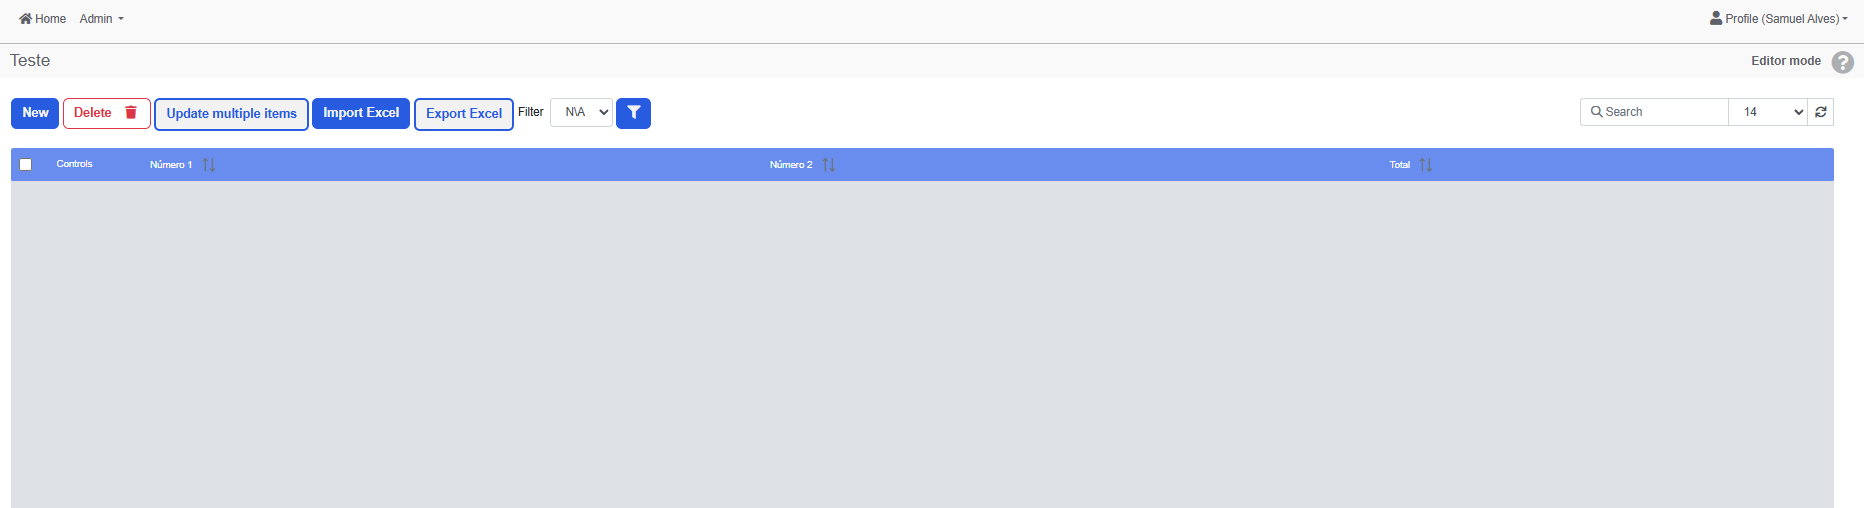 Home Admin Profile (Samuel Alves)
Teste Editor mode ?
New Delete Update multiple items Import Excel Export Excel Filter N\A Search 14
Controls Número 1 Número 2 Total